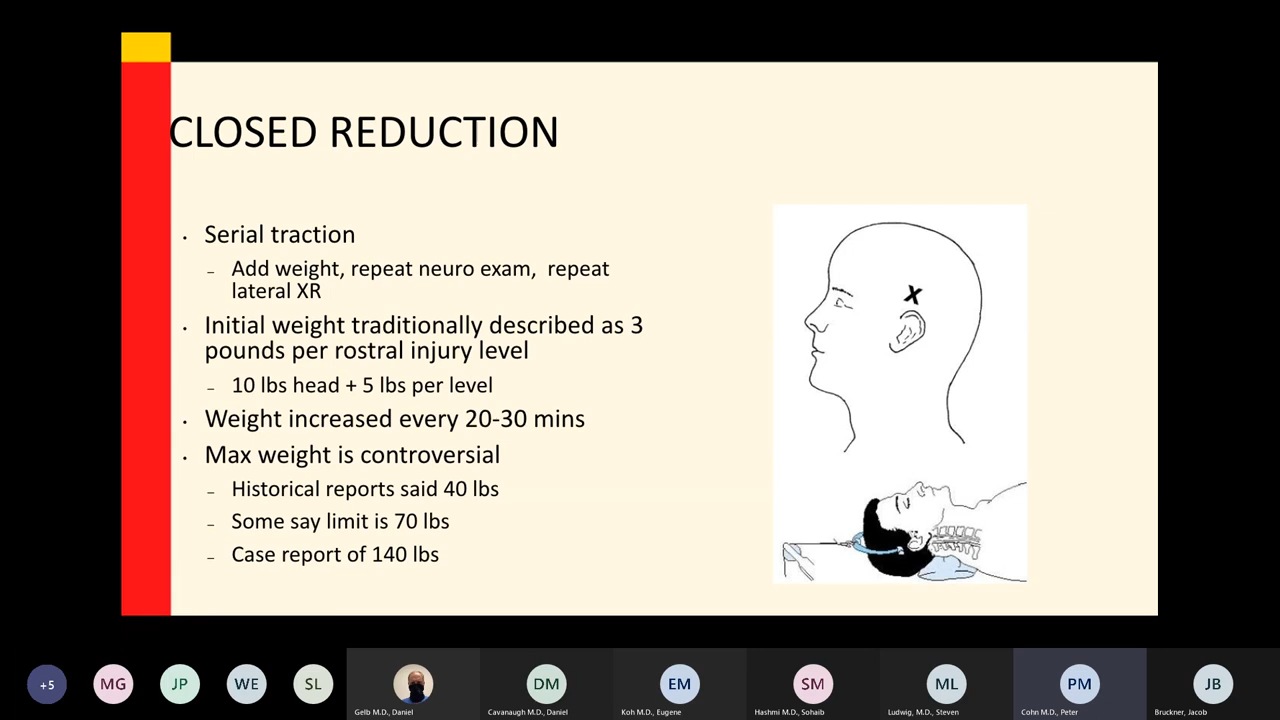 CLOSED REDUCTION
• Serial traction
– Add weight, repeat neuro exam, repeat
lateral XR
• Initial weight traditionally described as 3
pounds per rostral injury level
– 10 lbs head + 5 lbs per level
• Weight increased every 20-30 mins
• Max weight is controversial
– Historical reports said 40 lbs
– Some say limit is 70 lbs
– Case report of 140 lbs
X
+5
MG
JP
WE
SL
DM
EM
SM
ML
PM
JB
Gelb M.D., Daniel
Cavanaugh M.D., Daniel
Koh M.D., Eugene
Hashmi M.D., Sohaib
Ludwig, M.D., Steven
Cohn M.D., Peter
Bruckner, Jacob